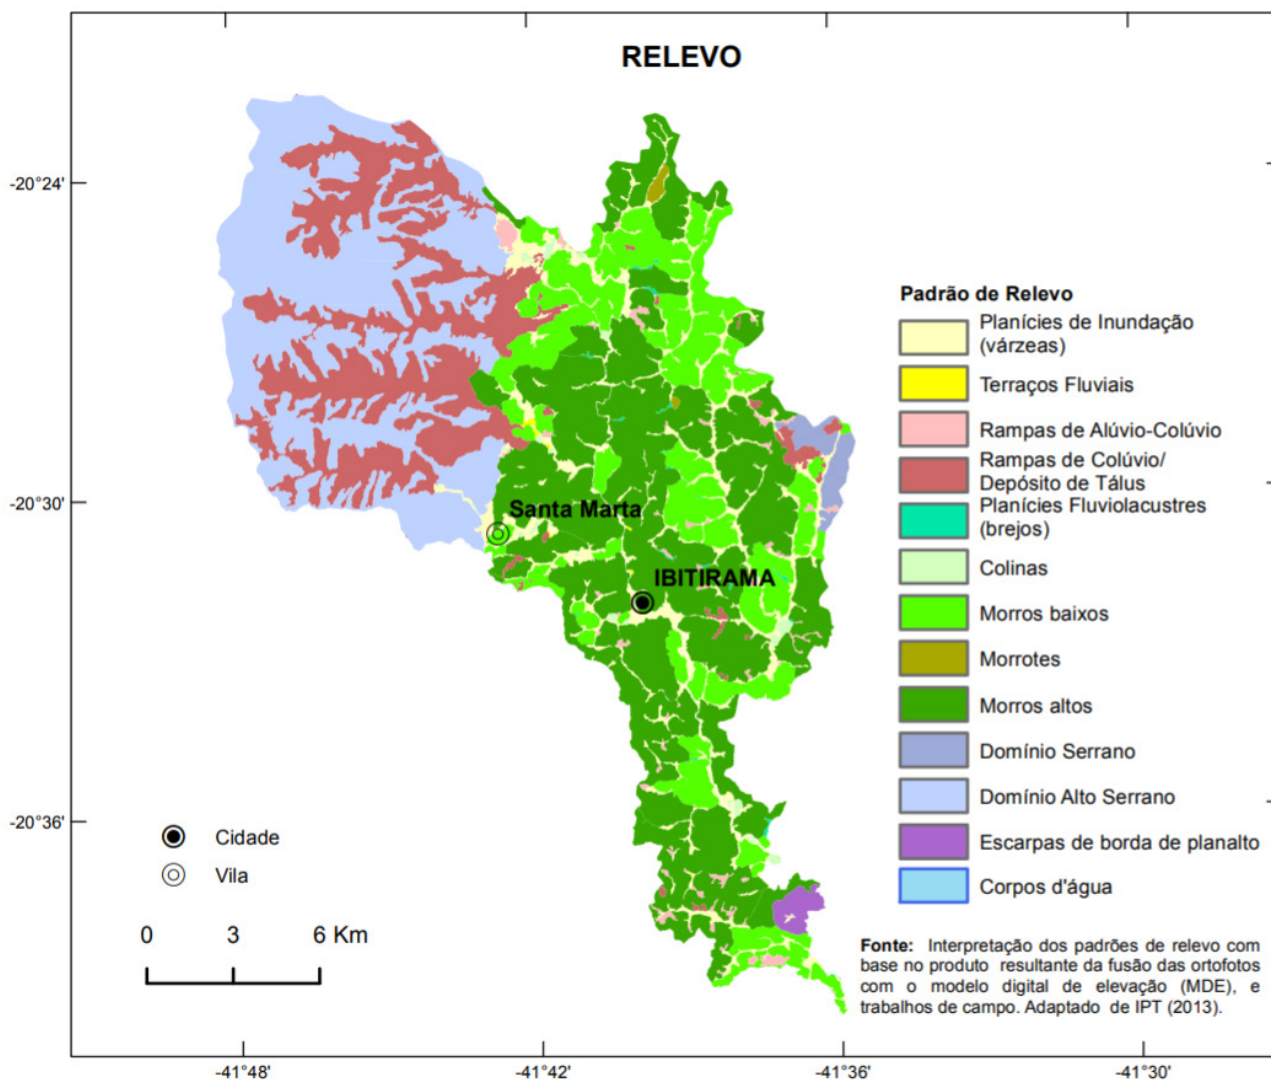 RELEVO
-20°24'
-20°30'
-20°36'
Santa Marta
IBITIRAMA
Padrão de Relevo
Planícies de Inundação
(várzeas)
Terraços Fluviais
Rampas de Alúvio-Colúvio
Rampas de Colúvio/
Depósito de Tálus
Planícies Fluviolacustres
(brejos)
Colinas
Morros baixos
Morrotes
Morros altos
Domínio Serrano
Domínio Alto Serrano
Escarpas de borda de planalto
Corpos d'água
Cidade
Vila
0 3 6 Km
Fonte: Interpretação dos padrões de relevo com
base no produto resultante da fusão das ortofotos
com o modelo digital de elevação (MDE), e
trabalhos de campo. Adaptado de IPT (2013).
-41°48' -41°42' -41°36' -41°30'